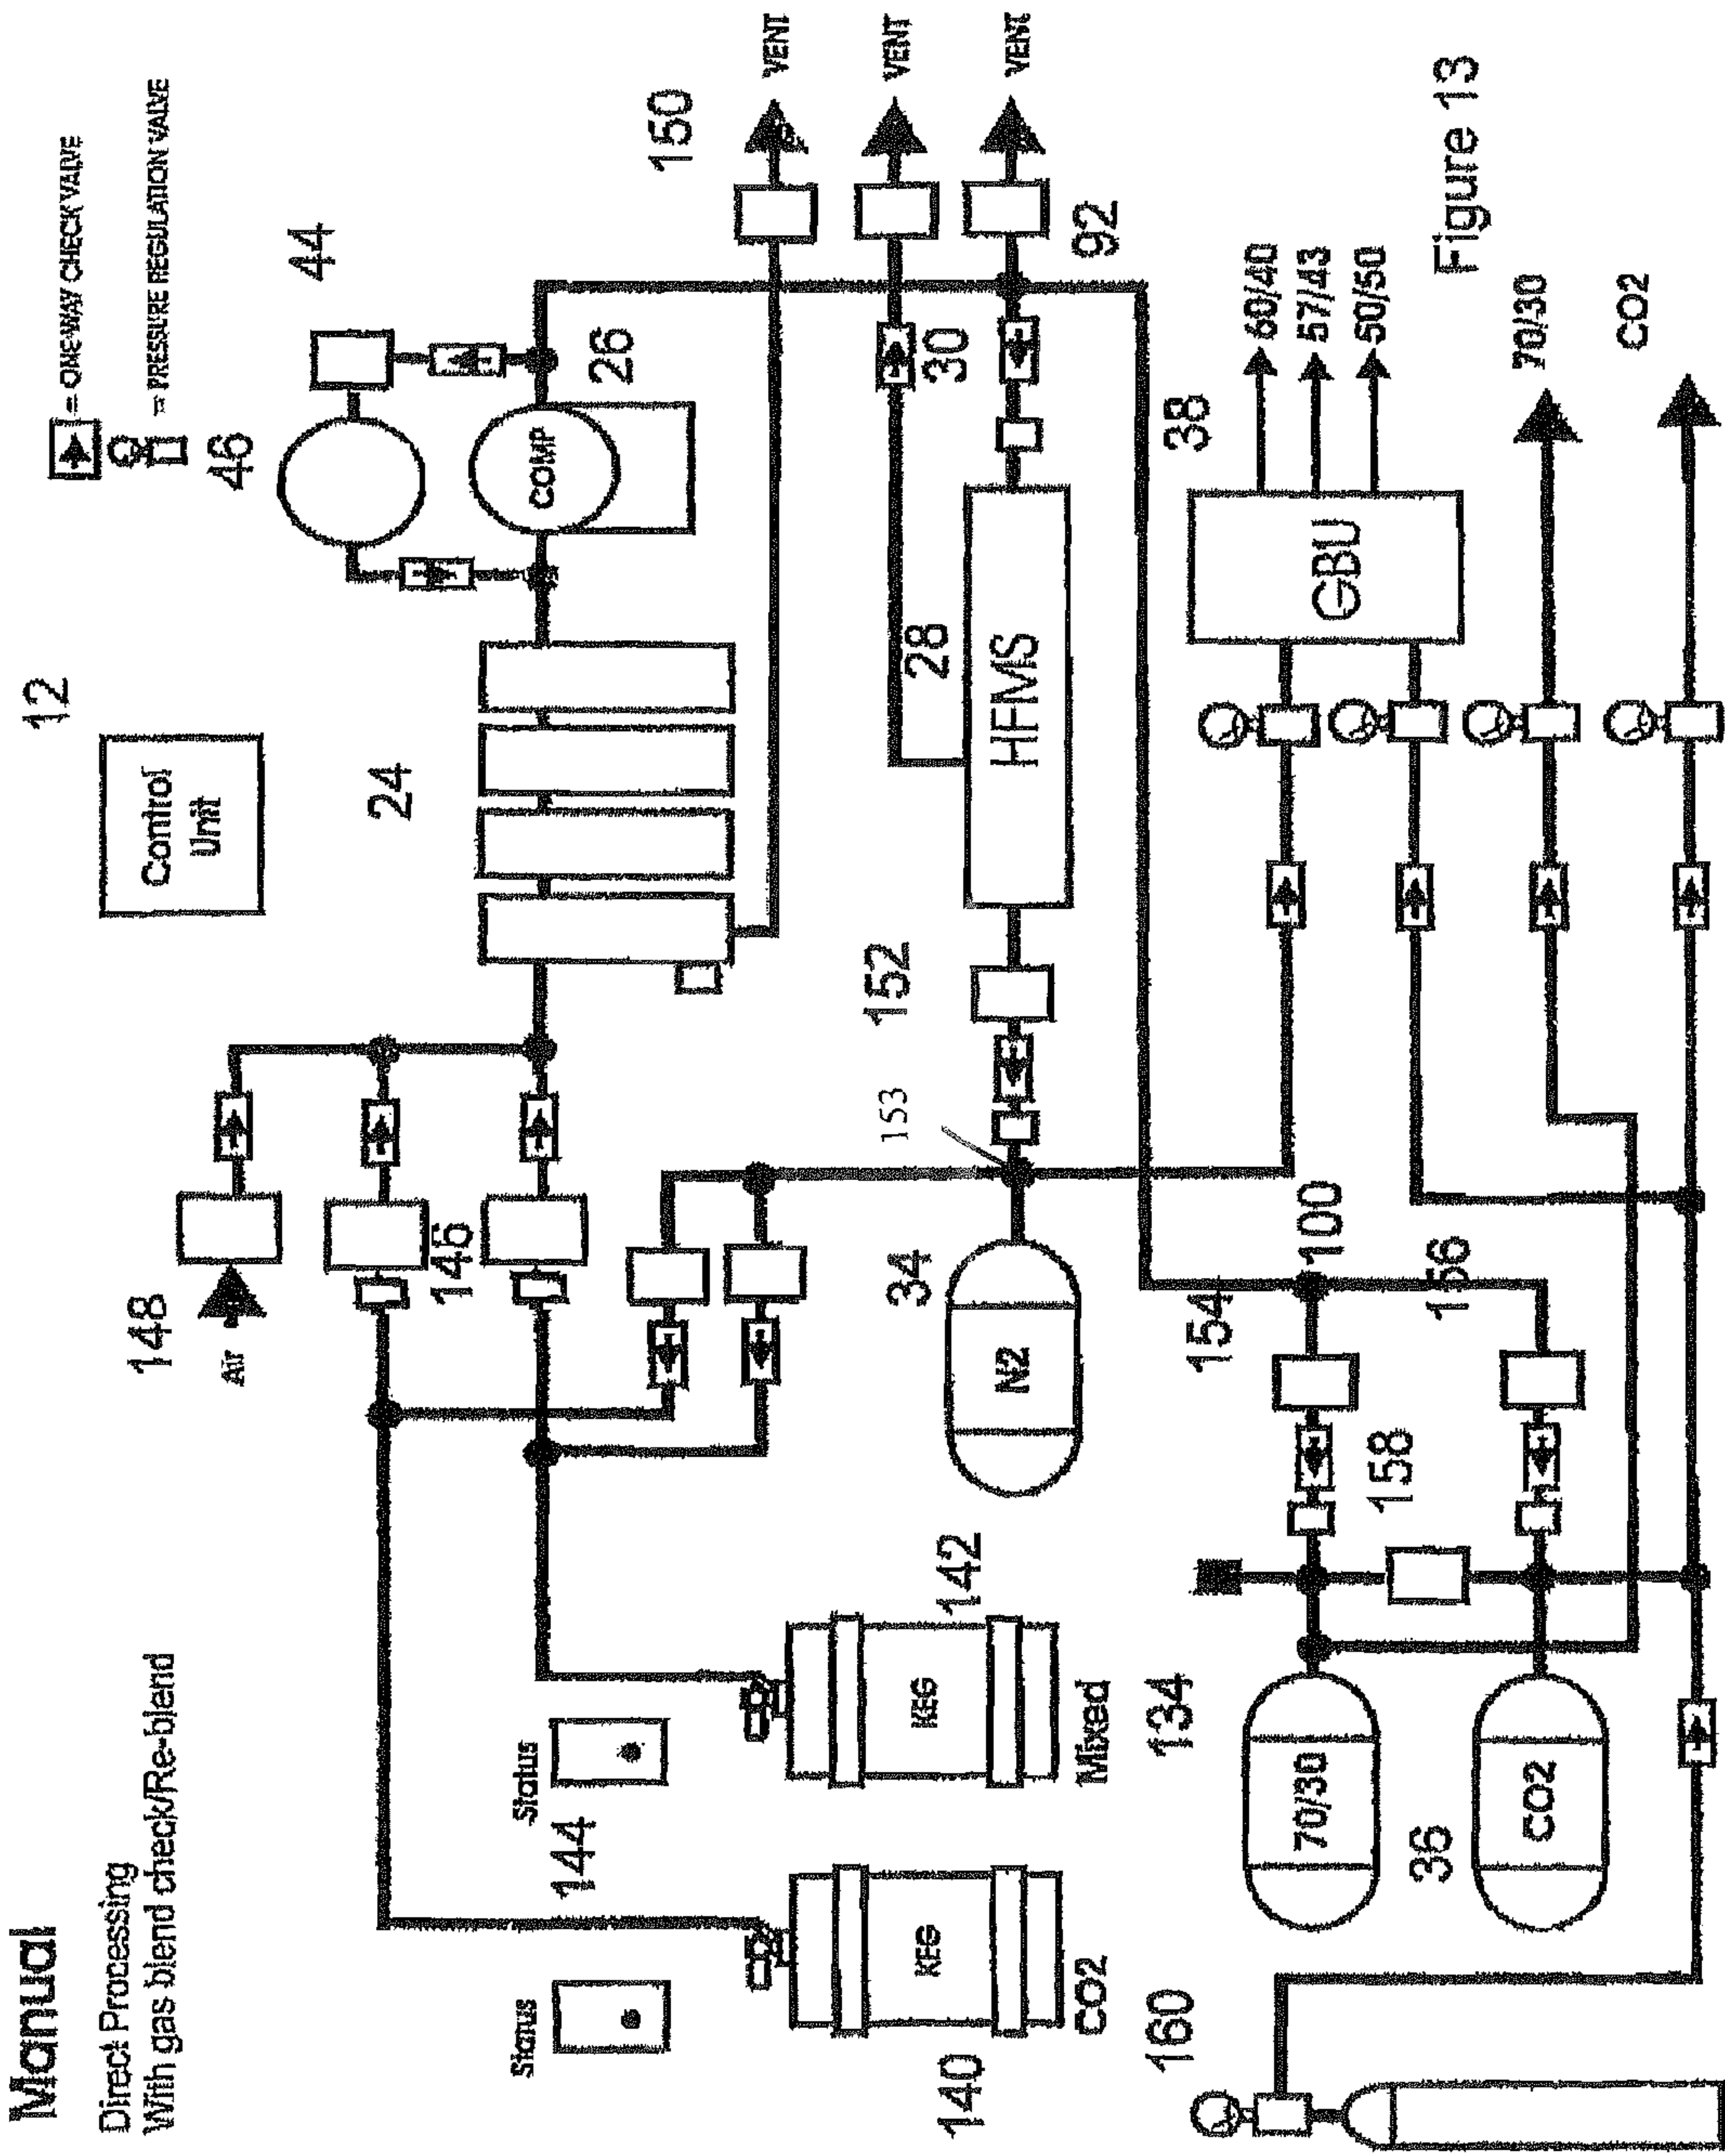 Manual
Direct Processing
With gas blend check/Re-blend
12
Control
Unit
= ONE-WAY CHECK VALVE
= PRESSURE REGULATION VALVE
148
Air
24
46
44
146
COMP
26
150
VENT
Status
144
Status
KEG
140
CO2
KEG
142
Mixed
34
N2
153
152
28
HFMS
30
VENT
92
VENT
160
134
70/30
36
CO2
154
100
156
158
38
GBU
60/40
57/43
50/50
70/30
CO2
Figure 13